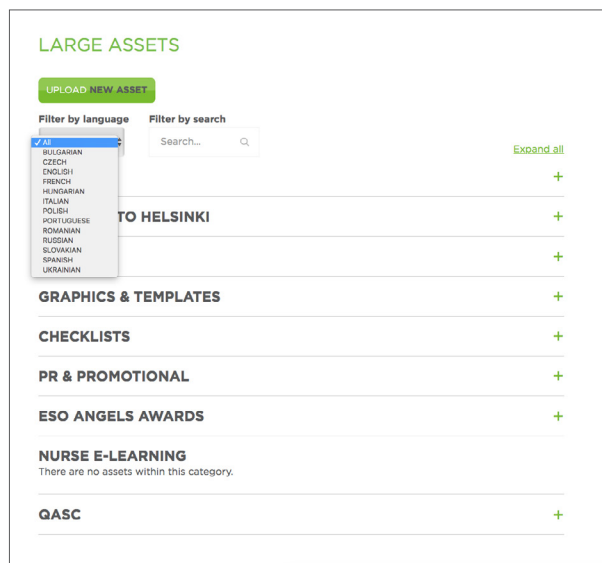 LARGE ASSETS
UPLOAD NEW ASSET
Filter by language Filter by search
Search...
✓ All
BULGARIAN
CZECH
ENGLISH
FRENCH
HUNGARIAN
ITALIAN
POLISH
PORTUGUESE
ROMANIAN
RUSSIAN
SLOVAKIAN
SPANISH
UKRAINIAN
Expand all
+
TO HELSINKI +
+
GRAPHICS & TEMPLATES +
CHECKLISTS +
PR & PROMOTIONAL +
ESO ANGELS AWARDS +
NURSE E-LEARNING
There are no assets within this category.
QASC +